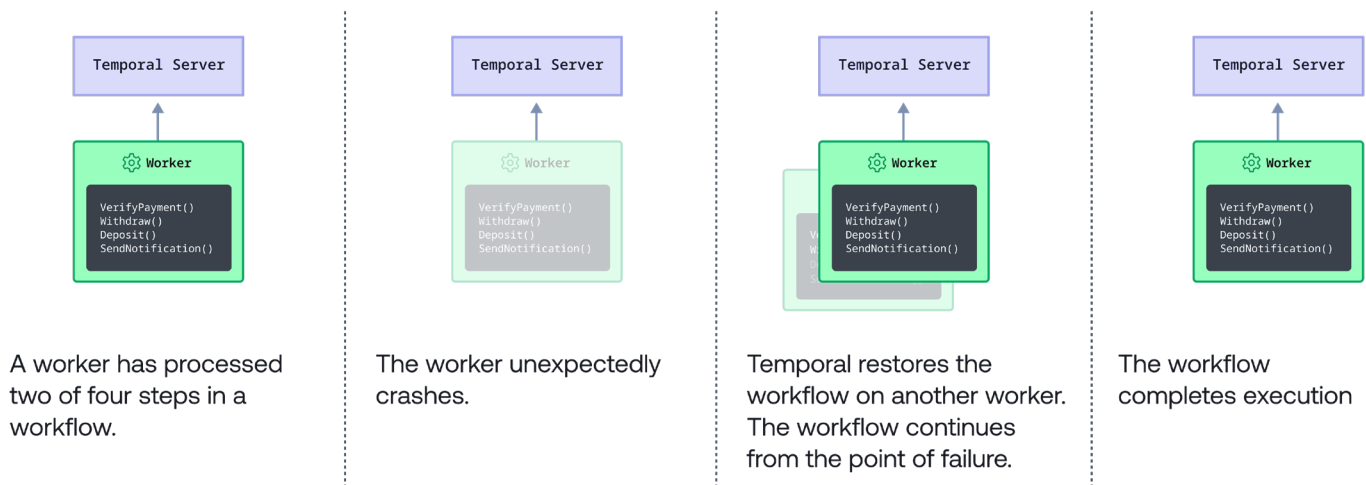 Temporal Server
Worker
VerifyPayment()
Withdraw()
Deposit()
SendNotification()
A worker has processed
two of four steps in a
workflow.
Temporal Server
Worker
VerifyPayment()
Withdraw()
Deposit()
SendNotification()
The worker unexpectedly
crashes.
Temporal Server
Worker
VerifyPayment()
Withdraw()
Deposit()
SendNotification()
Temporal restores the
workflow on another worker.
The workflow continues
from the point of failure.
Temporal Server
Worker
VerifyPayment()
Withdraw()
Deposit()
SendNotification()
The workflow
completes execution